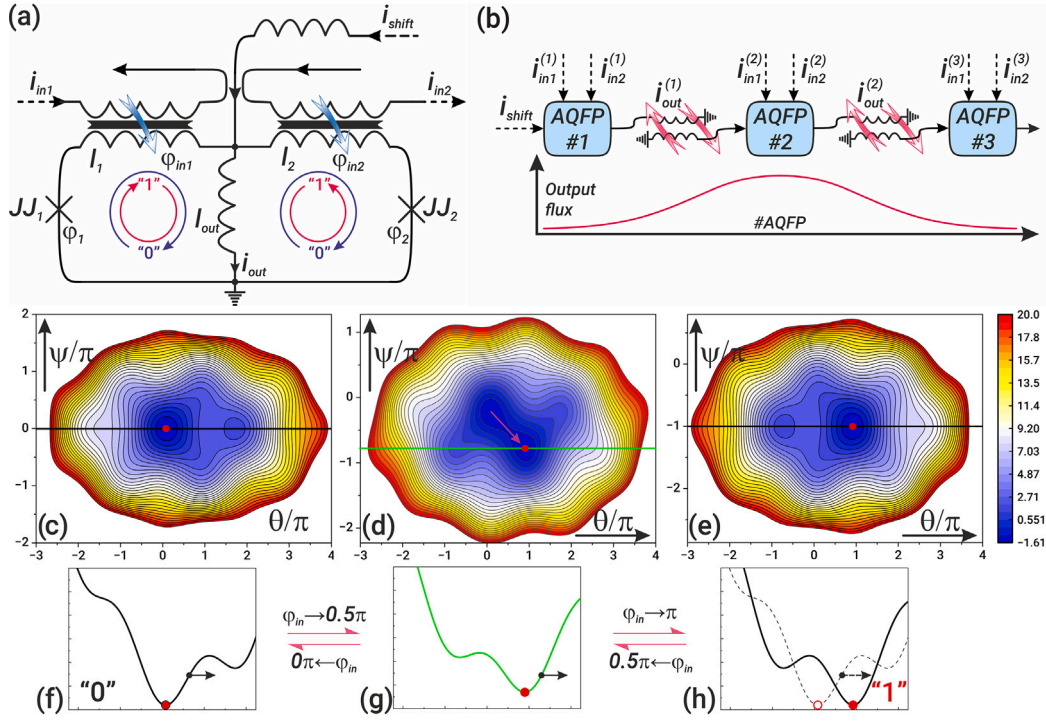 (a)
i_shift
i_in1
i_in2
l_1
φ_in1
l_2
φ_in2
"1"
"1"
JJ_1
φ_1
l_out
φ_2
JJ_2
"0"
"0"
i_out
(b)
i_in1^(1) i_in2^(1)
i_in1^(2) i_in2^(2)
i_in1^(3) i_in2^(3)
i_out^(1)
i_out^(2)
i_shift
AQFP
#1
AQFP
#2
AQFP
#3
Output
flux
#AQFP
ψ/π
2
1
0
−1
−2
(c)
θ/π
−3 −2 −1 0 1 2 3 4
ψ/π
1
0
−1
−2
(d)
θ/π
−3 −2 −1 0 1 2 3 4
ψ/π
0
−1
−2
(e)
θ/π
−3 −2 −1 0 1 2 3 4
20.0
17.8
15.7
13.5
11.3
9.19
7.03
4.87
2.71
0.551
−1.61
(f)
"0"
φ_in→0.5π
0π←φ_in
(g)
φ_in→π
0.5π←φ_in
(h)
"1"